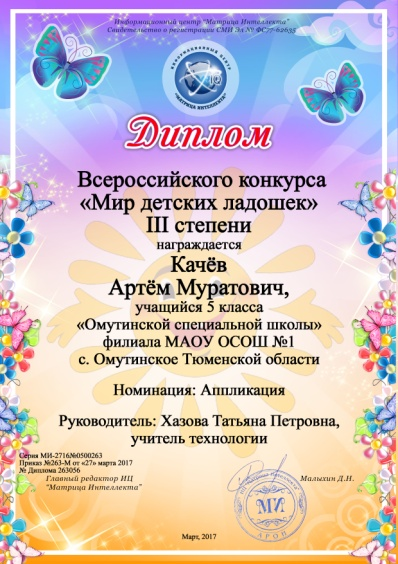 Информационный центр "Матрица Интеллекта"
Свидетельство о регистрации СМИ Эл № ФС77-62635
ИНФОРМАЦИОННЫЙ ЦЕНТР
"МАТРИЦА ИНТЕЛЛЕКТА"
Диплом
Всероссийского конкурса
«Мир детских ладошек»
III степени
награждается
Качёв
Артём Муратович,
учащийся 5 класса
«Омутинской специальной школы»
филиала МАОУ ОСОШ №1
с. Омутинское Тюменской области
Номинация: Аппликация
Руководитель: Хазова Татьяна Петровна,
учитель технологии
Серия МИ-2716№0500263
Приказ №263-М от «27» марта 2017
№ Диплома 263056
Главный редактор ИЦ
"Матрица Интеллекта"
Малыхин Д.Н.
МИ
Март, 2017